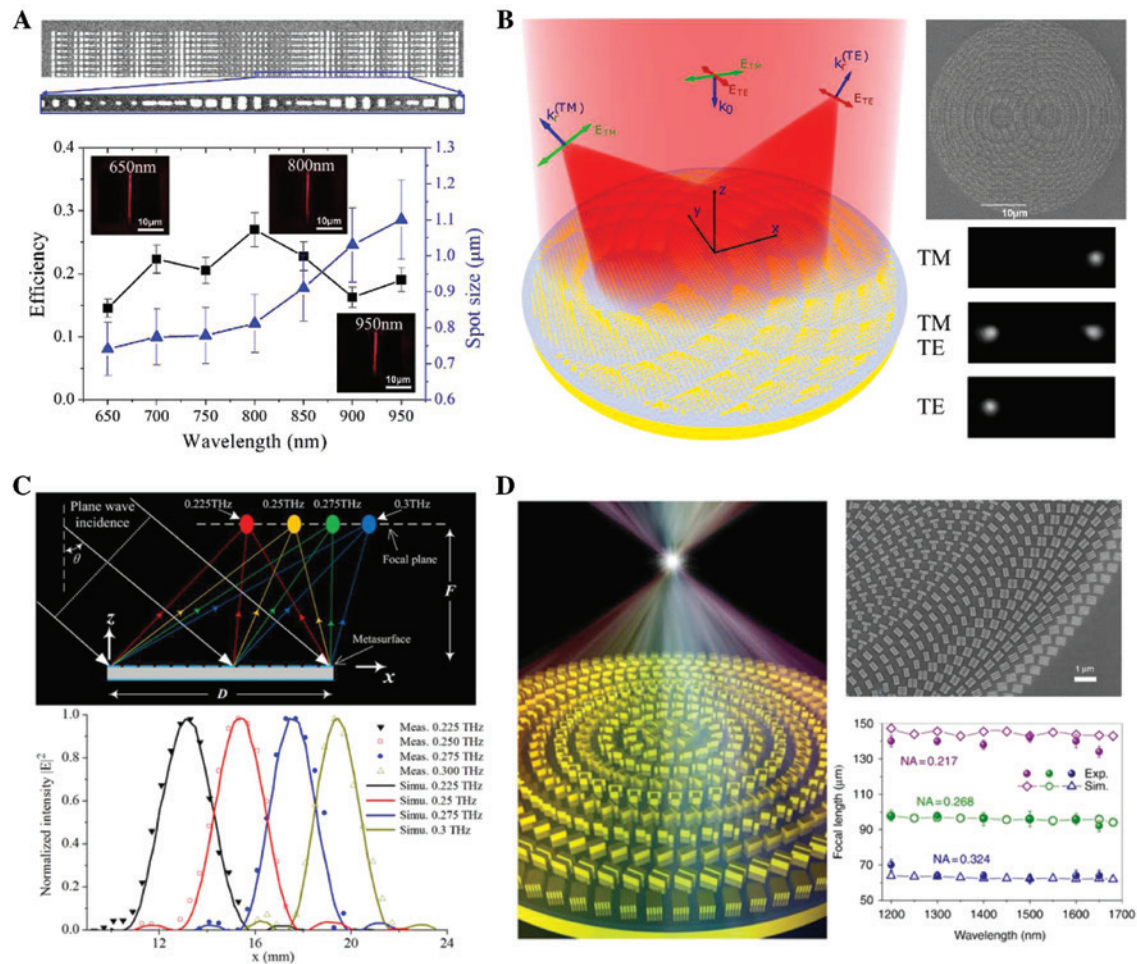 A
B
0.4
0.3
0.2
0.1
0.0
Efficiency
650nm
10μm
800nm
10μm
950nm
10μm
1.3
1.2
1.1
1.0
0.9
0.8
0.7
0.6
Spot size (μm)
650 700 750 800 850 900 950
Wavelength (nm)
k (TM)
E TM
E TM
E TE
k0
k (TE)
E TE
z
y
x
10μm
TM
TM
TE
TE
C
D
0.225THz 0.25THz 0.275THz 0.3THz
Plane wave
incidence
θ
Focal plane
F
z
Metasurface
x
D
1.0
0.8
0.6
0.4
0.2
0.0
Normalized intensity |E|²
Meas. 0.225 THz
Meas. 0.250 THz
Meas. 0.275 THz
Meas. 0.300 THz
Simu. 0.225 THz
Simu. 0.25 THz
Simu. 0.275 THz
Simu. 0.3 THz
12 16 20 24
x (mm)
1 μm
150
130
110
90
70
50
Focal length (μm)
NA = 0.217
Exp.
Sim.
NA = 0.268
NA = 0.324
1200 1300 1400 1500 1600 1700
Wavelength (nm)